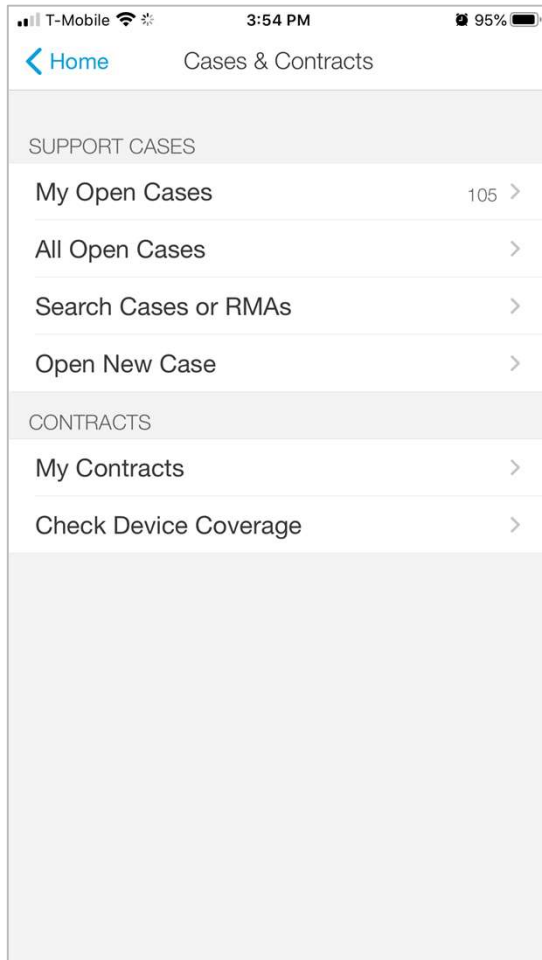 T-Mobile 3:54 PM 95%
Home Cases & Contracts
SUPPORT CASES
My Open Cases 105
All Open Cases
Search Cases or RMAs
Open New Case
CONTRACTS
My Contracts
Check Device Coverage